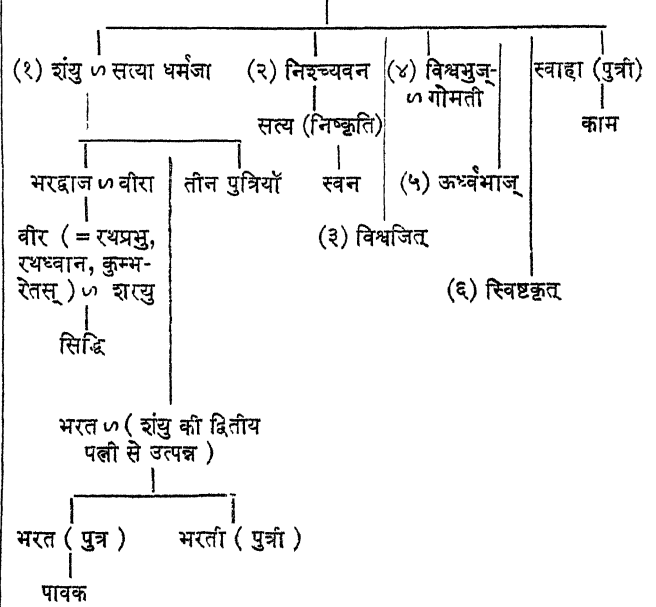 (१) शंयु ഗ सत्या धर्मजा (२) निश्च्यवन (४) विश्वभुज्- स्वाहा (पुत्री)
ഗ गोमती
सत्य (निष्कृति) काम
भरद्वाज ഗ वीरा तीन पुत्रियाँ स्वन (५) ऊर्ध्वभाज्
वीर ( = रथप्रभु,
रथध्वान, कुम्भ-
रेतस् ) ഗ शरयु
(३) विश्वजित्
(६) स्विष्टकृत्
सिद्धि
भरत ഗ ( शंयु की द्वितीय
पत्नी से उत्पन्न )
भरत ( पुत्र ) भरती ( पुत्री )
पावक